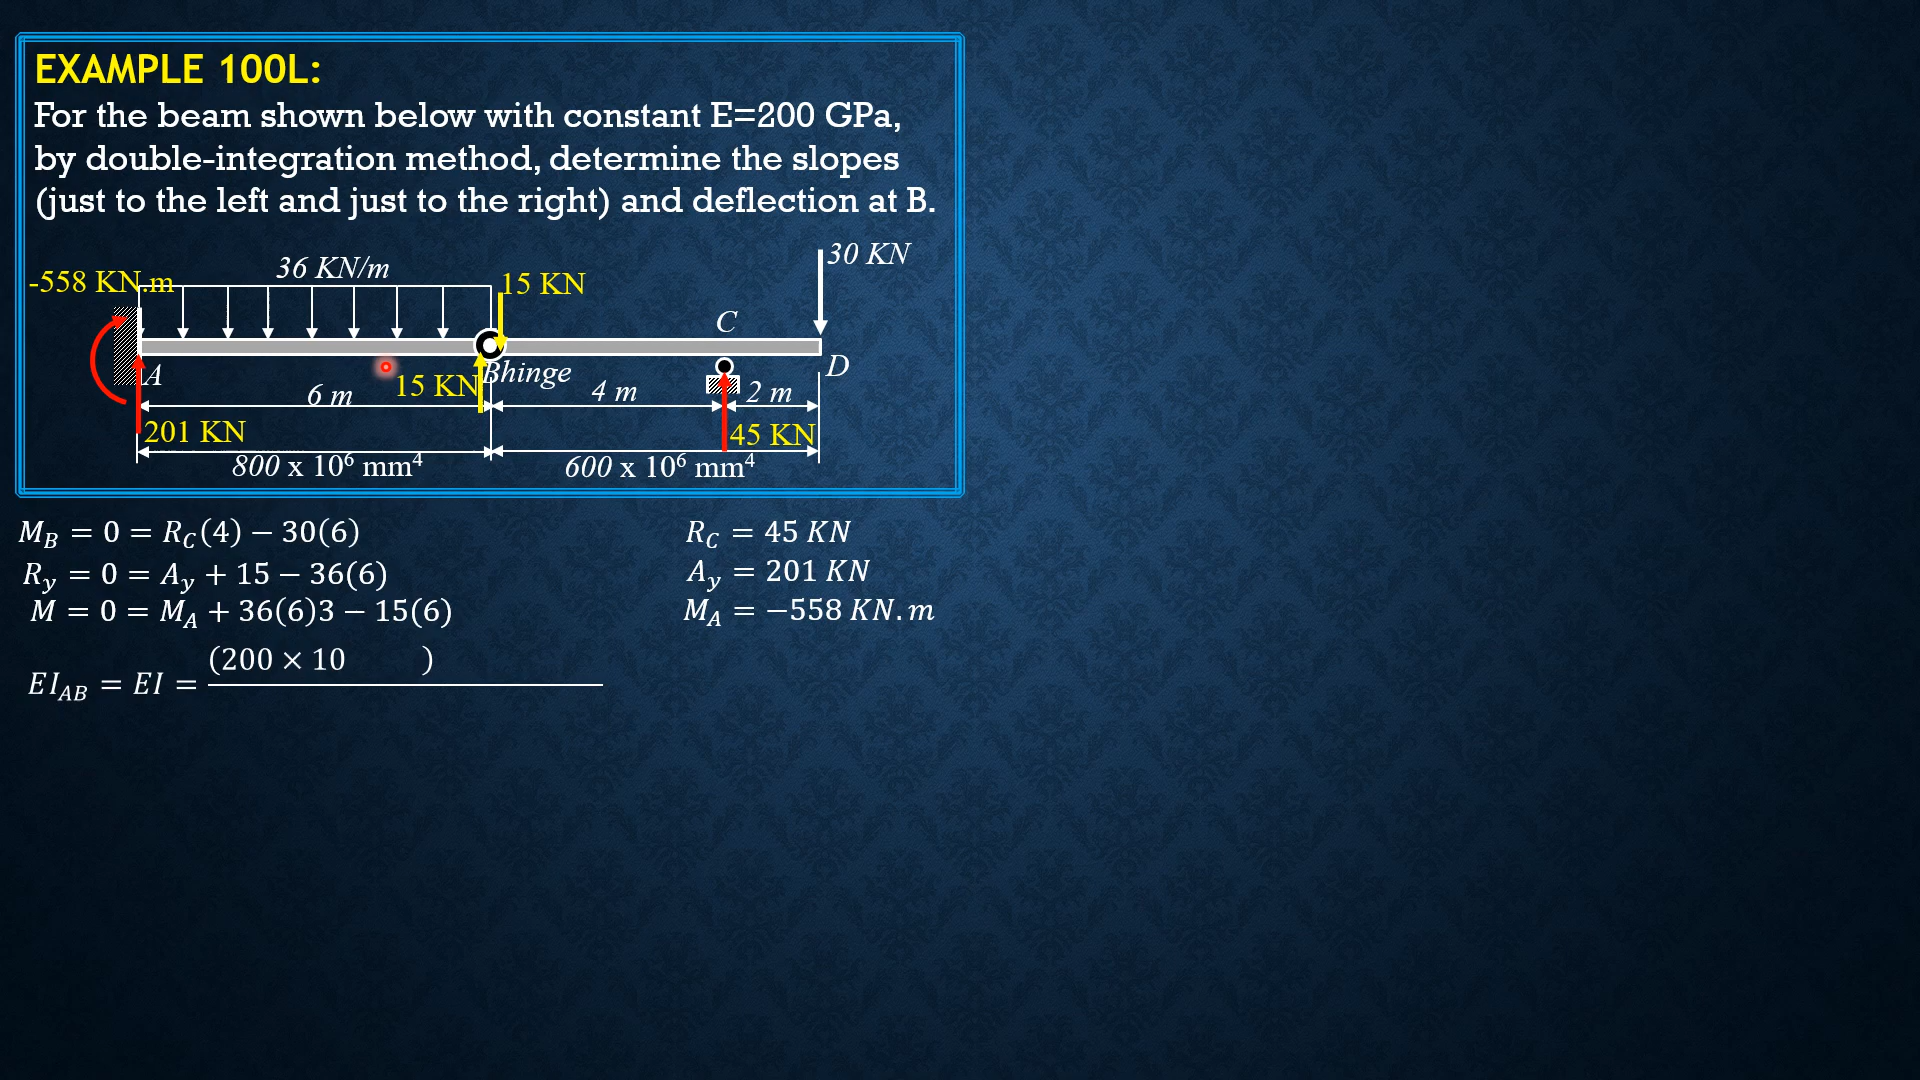 EXAMPLE 100L:
For the beam shown below with constant E=200 GPa,
by double-integration method, determine the slopes
(just to the left and just to the right) and deflection at B.
30 KN
36 KN/m
-558 KN.m
15 KN
C
A
Bhinge
D
15 KN
6 m
4 m
2 m
201 KN
45 KN
800 x 10⁶ mm⁴
600 x 10⁶ mm⁴
M_B = 0 = R_C(4) − 30(6)
R_C = 45 KN
R_y = 0 = A_y + 15 − 36(6)
A_y = 201 KN
M = 0 = M_A + 36(6)3 − 15(6)
M_A = −558 KN.m
(200 × 10 )
EI_AB = EI =